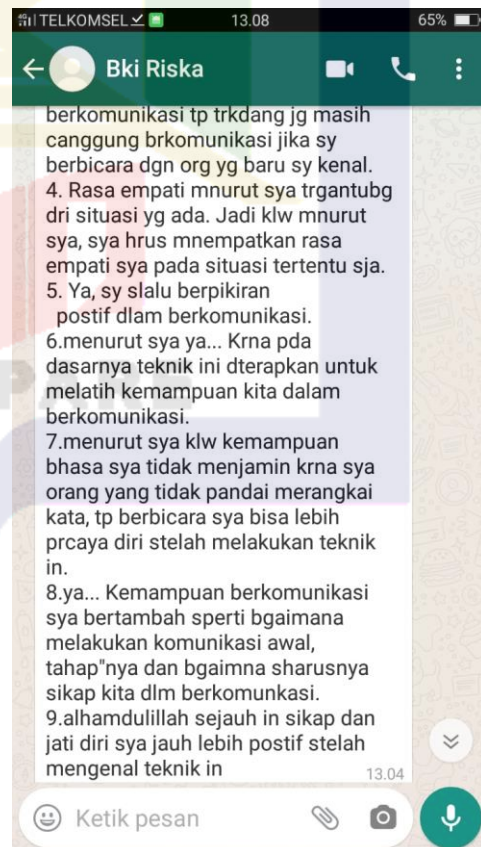 TELKOMSEL 13.08 65%
Bki Riska
berkomunikasi tp trkdang jg masih
canggung brkomunikasi jika sy
berbicara dgn org yg baru sy kenal.
4. Rasa empati mnurut sya trgantubg
dri situasi yg ada. Jadi klw mnurut
sya, sya hrus mnempatkan rasa
empati sya pada situasi tertentu sja.
5. Ya, sy slalu berpikiran
postif dlam berkomunikasi.
6.menurut sya ya... Krna pda
dasarnya teknik ini dterapkan untuk
melatih kemampuan kita dalam
berkomunikasi.
7.menurut sya klw kemampuan
bhasa sya tidak menjamin krna sya
orang yang tidak pandai merangkai
kata, tp berbicara sya bisa lebih
prcaya diri stelah melakukan teknik
in.
8.ya... Kemampuan berkomunikasi
sya bertambah sperti bgaimana
melakukan komunikasi awal,
tahap"nya dan bgaimna sharusnya
sikap kita dlm berkomunkasi.
9.alhamdulillah sejauh in sikap dan
jati diri sya jauh lebih postif stelah
mengenal teknik in
13.04
Ketik pesan